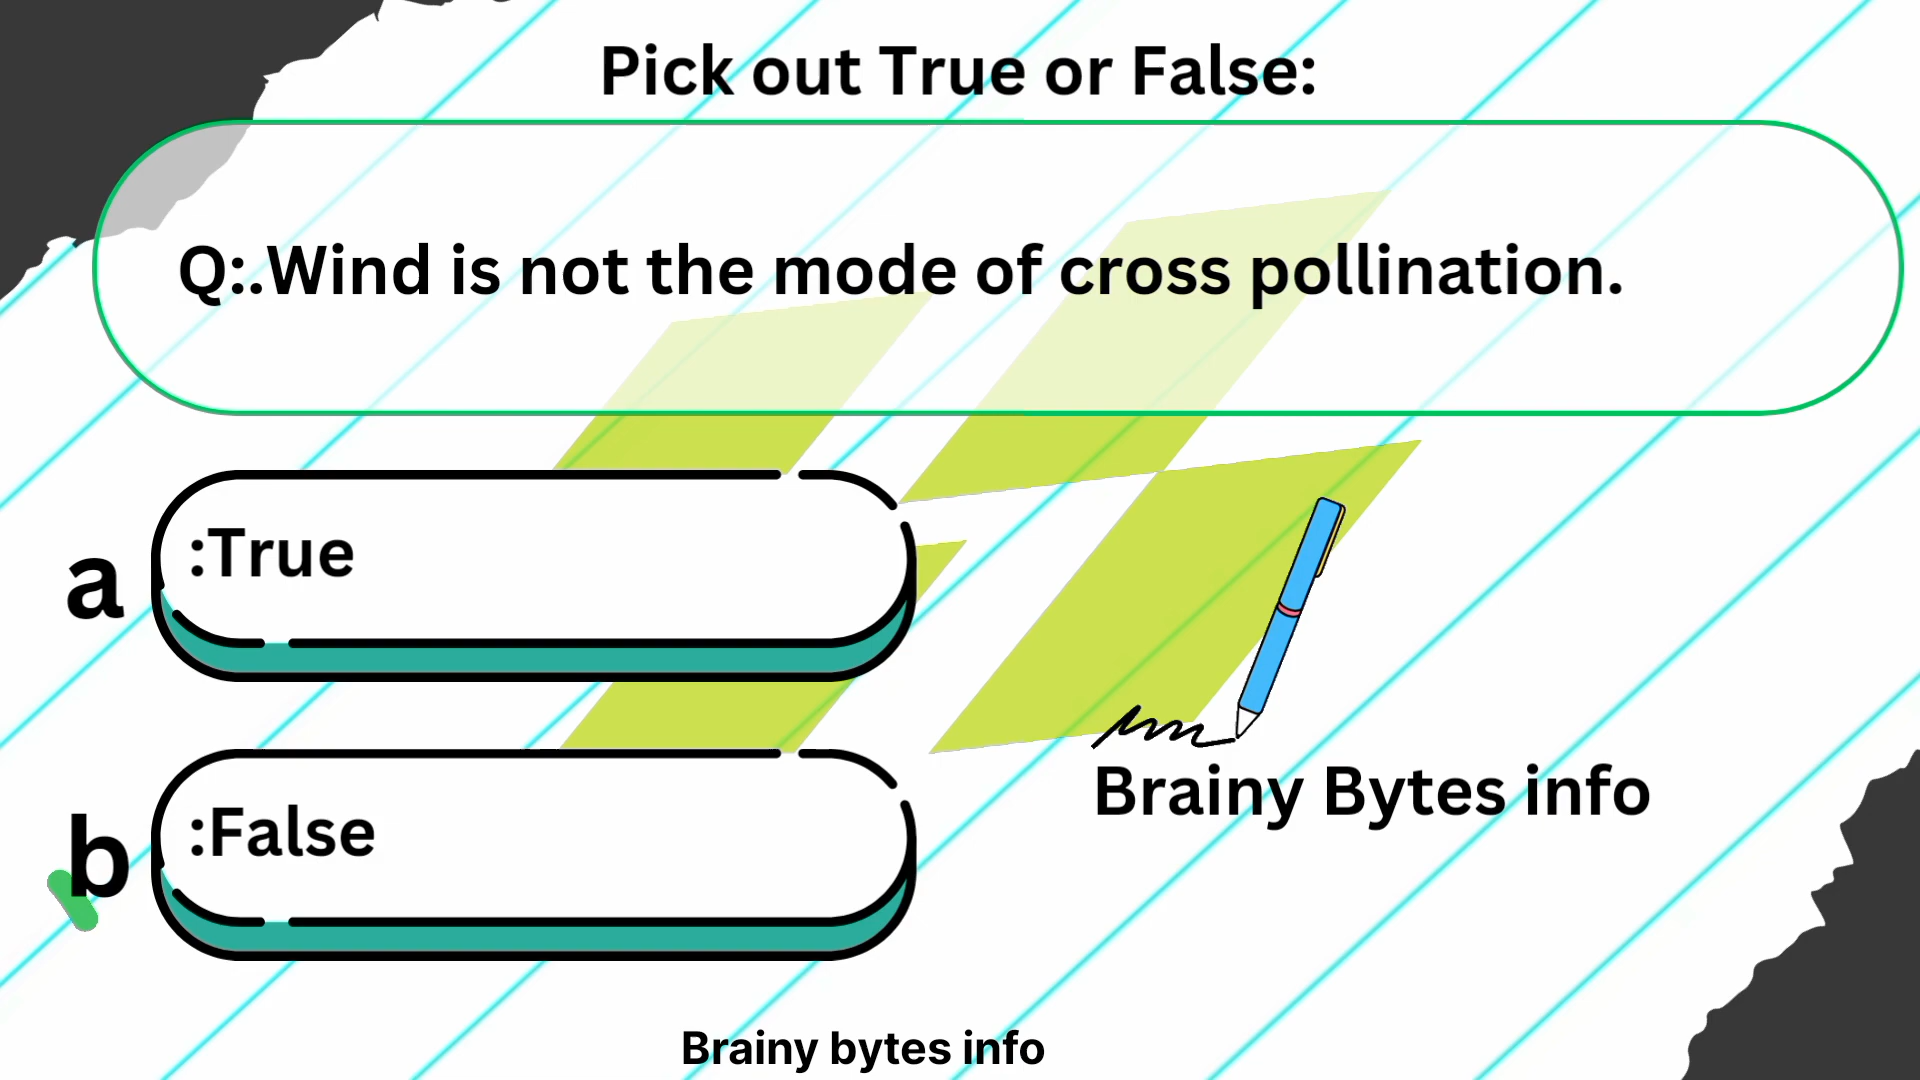 Pick out True or False:
Q:.Wind is not the mode of cross pollination.
a :True
b :False
Brainy Bytes info
Brainy bytes info